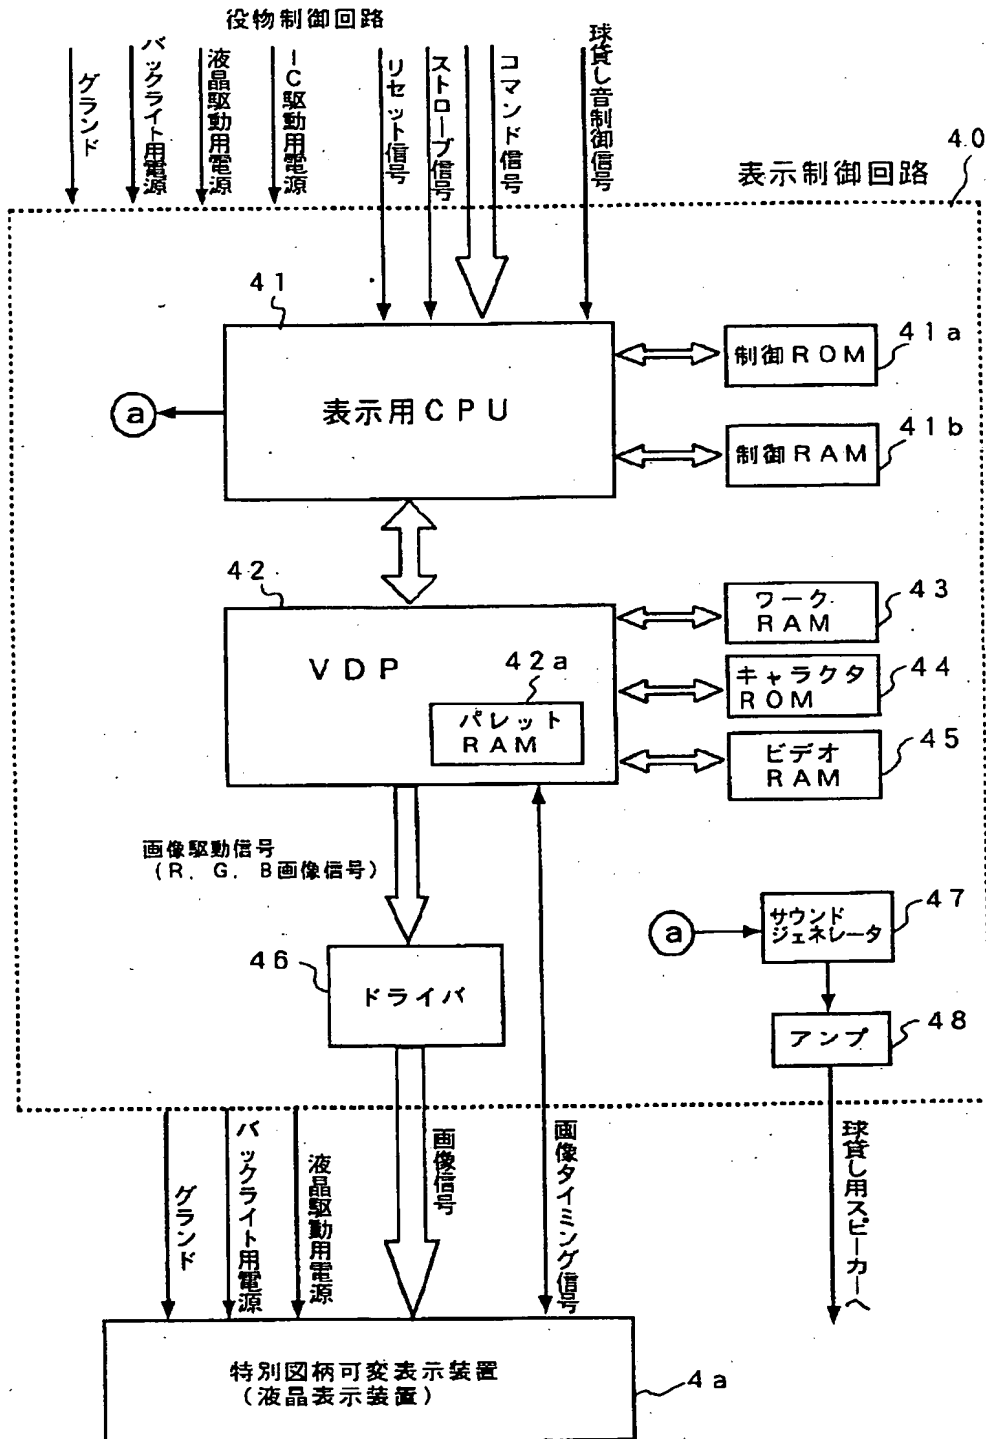 役物制御回路
グランド
バックライト用電源
液晶駆動用電源
IC駆動用電源
リセット信号
ストローブ信号
コマンド信号
球貸し音制御信号
40
表示制御回路
41
表示用CPU
a
制御ROM
41a
制御RAM
41b
42
VDP
42a
パレット
RAM
ワーク
RAM
43
キャラクタ
ROM
44
ビデオ
RAM
45
画像駆動信号
(R、G、B画像信号)
46
ドライバ
a
サウンド
ジェネレータ
47
アンプ
48
グランド
バックライト用電源
液晶駆動用電源
画像信号
画像タイミング信号
球貸し用スピーカーへ
特別図柄可変表示装置
(液晶表示装置)
4a